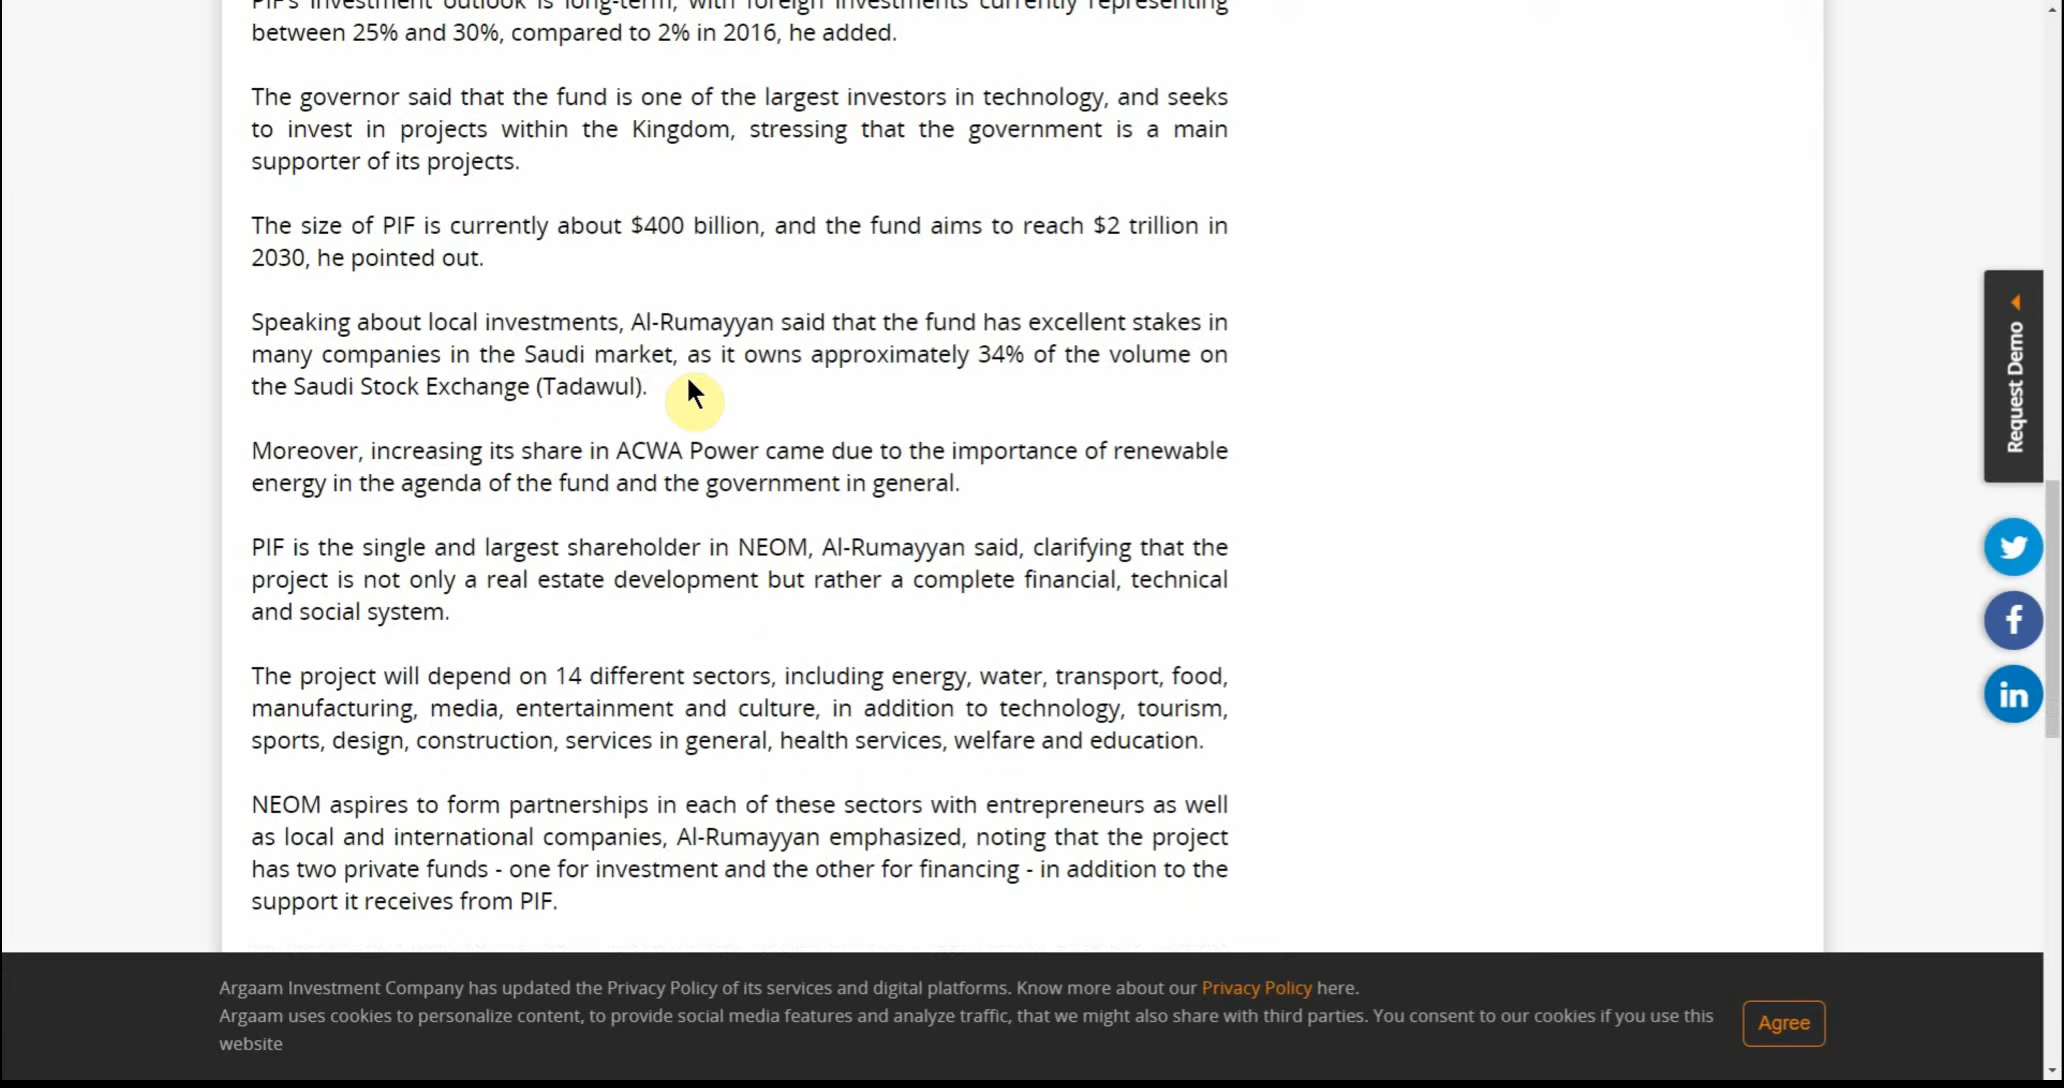 PIF's investment outlook is long-term, with foreign investments currently representing
between 25% and 30%, compared to 2% in 2016, he added.
The governor said that the fund is one of the largest investors in technology, and seeks
to invest in projects within the Kingdom, stressing that the government is a main
supporter of its projects.
The size of PIF is currently about $400 billion, and the fund aims to reach $2 trillion in
2030, he pointed out.
Speaking about local investments, Al-Rumayyan said that the fund has excellent stakes in
many companies in the Saudi market, as it owns approximately 34% of the volume on
the Saudi Stock Exchange (Tadawul).
Moreover, increasing its share in ACWA Power came due to the importance of renewable
energy in the agenda of the fund and the government in general.
PIF is the single and largest shareholder in NEOM, Al-Rumayyan said, clarifying that the
project is not only a real estate development but rather a complete financial, technical
and social system.
The project will depend on 14 different sectors, including energy, water, transport, food,
manufacturing, media, entertainment and culture, in addition to technology, tourism,
sports, design, construction, services in general, health services, welfare and education.
NEOM aspires to form partnerships in each of these sectors with entrepreneurs as well
as local and international companies, Al-Rumayyan emphasized, noting that the project
has two private funds - one for investment and the other for financing - in addition to the
support it receives from PIF.
Request Demo
Argaam Investment Company has updated the Privacy Policy of its services and digital platforms. Know more about our Privacy Policy here.
Argaam uses cookies to personalize content, to provide social media features and analyze traffic, that we might also share with third parties. You consent to our cookies if you use this
website
Agree